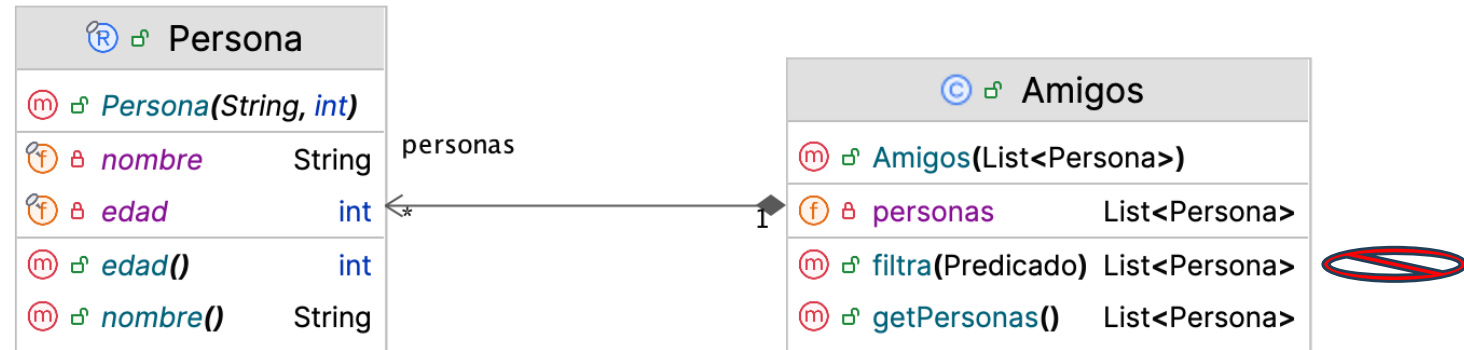 R Persona
m Persona(String, int)
f nombre String
f edad int
m edad() int
m nombre() String
personas
*
1
C Amigos
m Amigos(List<Persona>)
f personas List<Persona>
m filtra(Predicado) List<Persona>
m getPersonas() List<Persona>